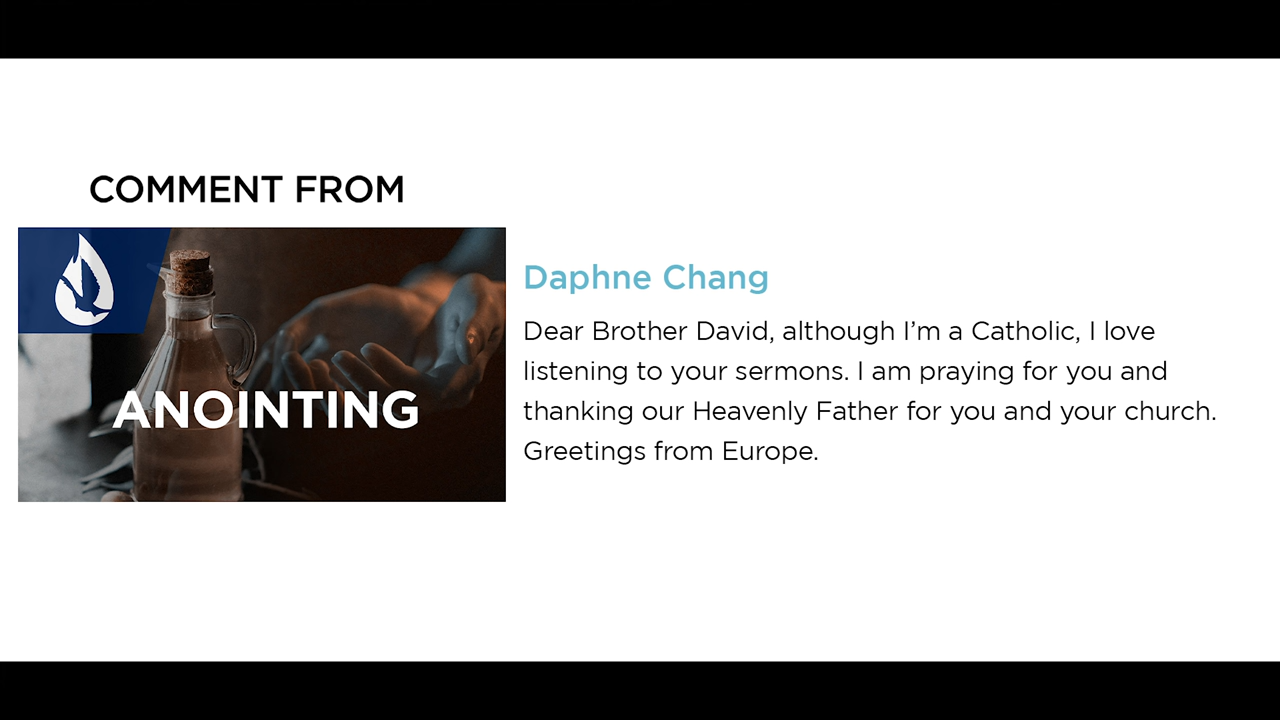 COMMENT FROM
ANOINTING
Daphne Chang
Dear Brother David, although I’m a Catholic, I love
listening to your sermons. I am praying for you and
thanking our Heavenly Father for you and your church.
Greetings from Europe.